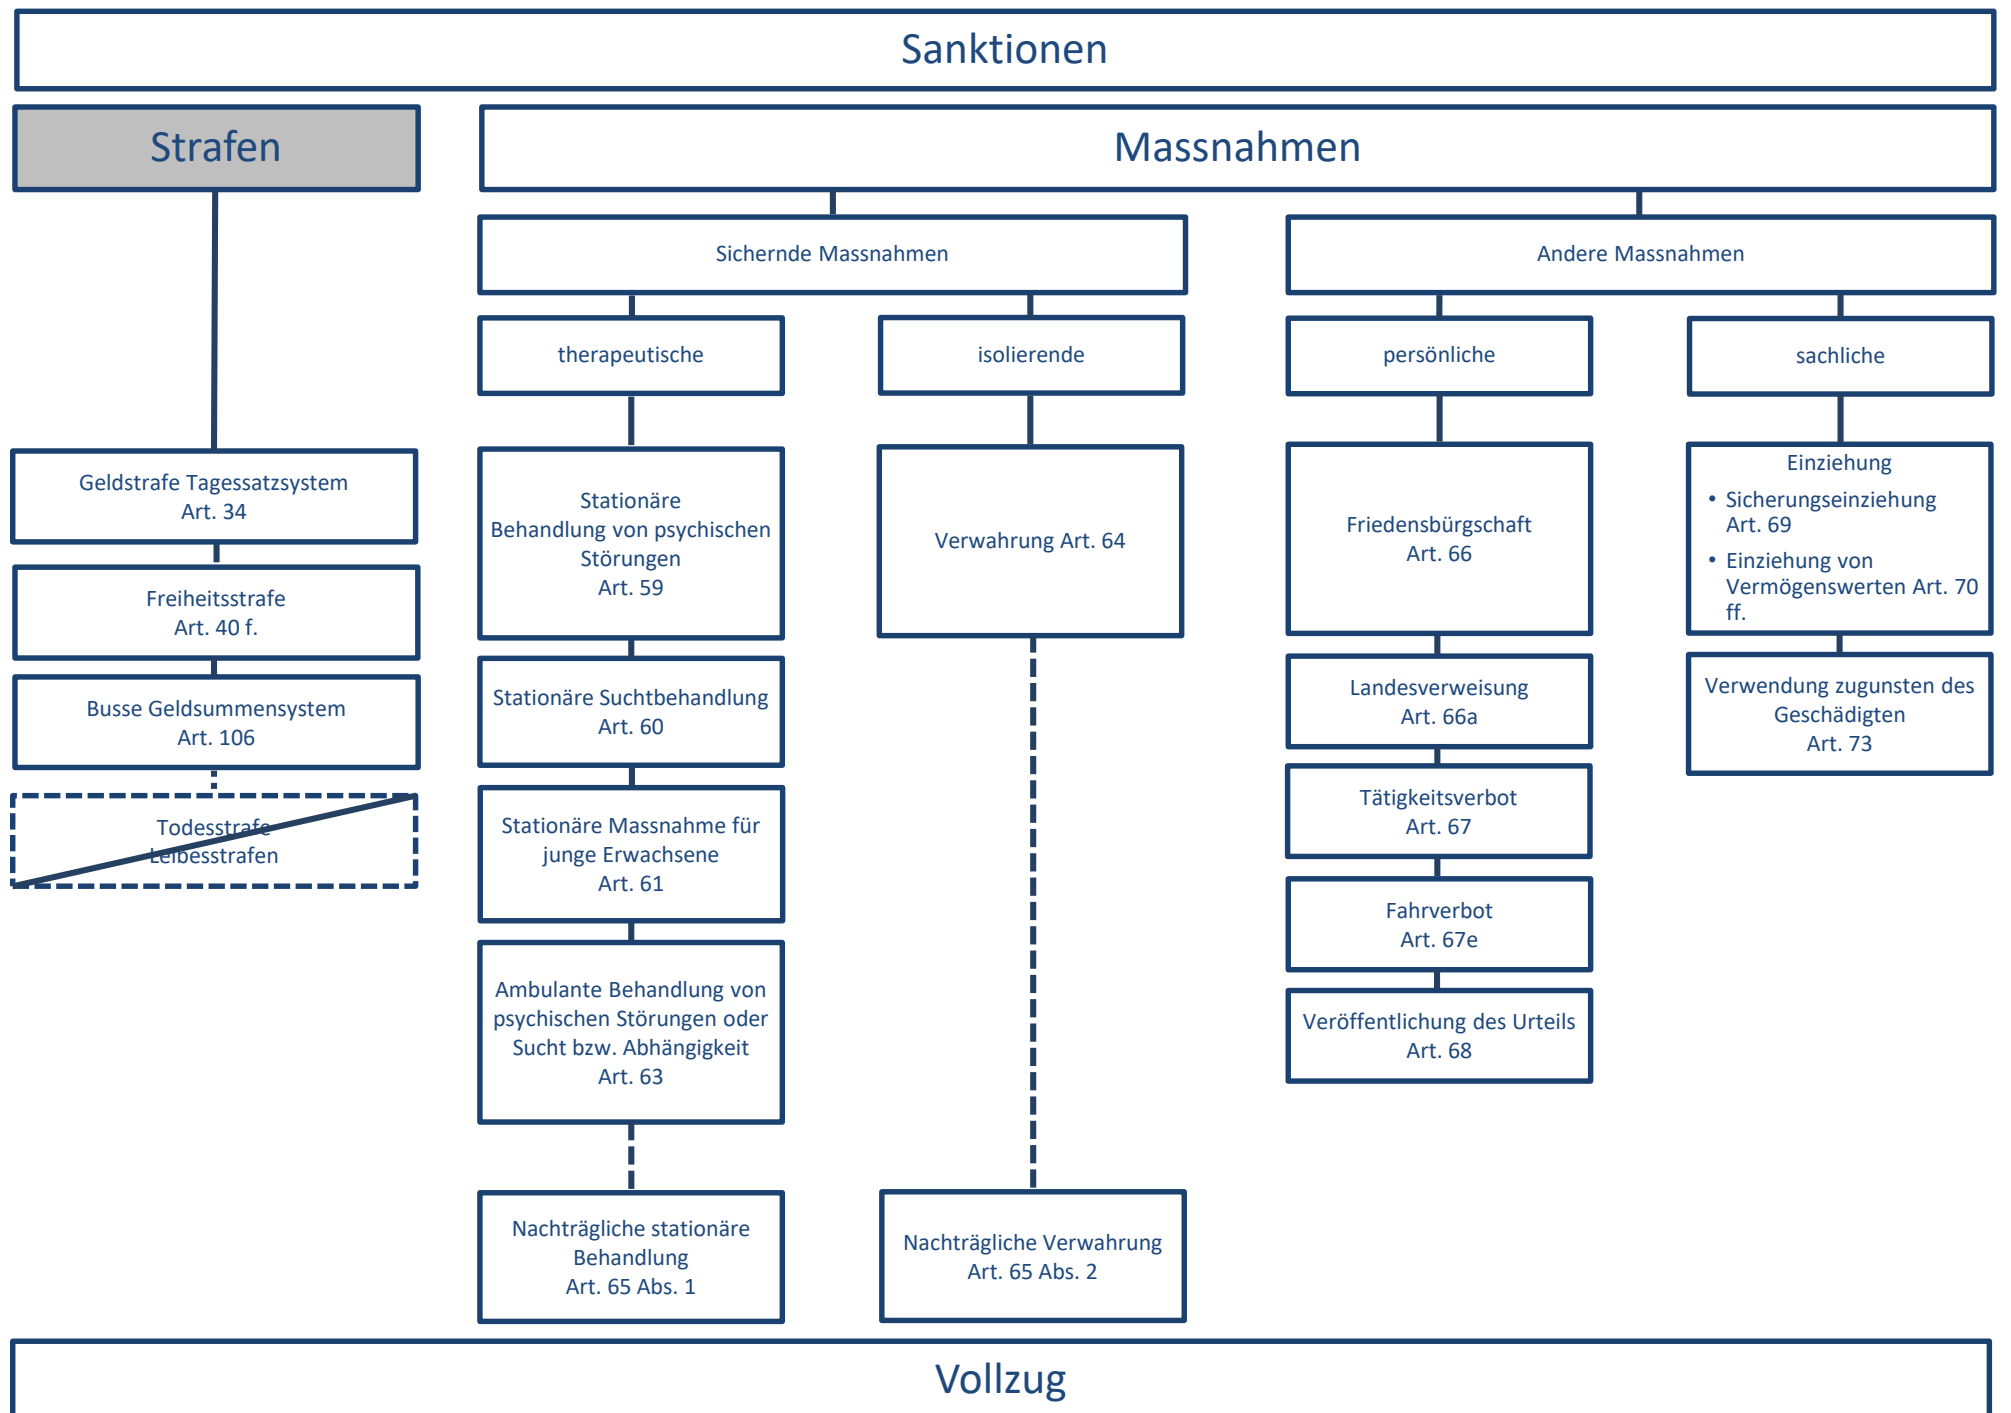 Sanktionen
Strafen
Massnahmen
Sichernde Massnahmen
Andere Massnahmen
therapeutische
isolierende
persönliche
sachliche
Geldstrafe Tagessatzsystem
Art. 34
Freiheitsstrafe
Art. 40 f.
Busse Geldsummensystem
Art. 106
Todesstrafe
Leibesstrafen
Stationäre
Behandlung von psychischen
Störungen
Art. 59
Stationäre Suchtbehandlung
Art. 60
Stationäre Massnahme für
junge Erwachsene
Art. 61
Ambulante Behandlung von
psychischen Störungen oder
Sucht bzw. Abhängigkeit
Art. 63
Nachträgliche stationäre
Behandlung
Art. 65 Abs. 1
Verwahrung Art. 64
Nachträgliche Verwahrung
Art. 65 Abs. 2
Friedensbürgschaft
Art. 66
Landesverweisung
Art. 66a
Tätigkeitsverbot
Art. 67
Fahrverbot
Art. 67e
Veröffentlichung des Urteils
Art. 68
Einziehung
• Sicherungseinziehung
Art. 69
• Einziehung von
Vermögenswerten Art. 70
ff.
Verwendung zugunsten des
Geschädigten
Art. 73
Vollzug